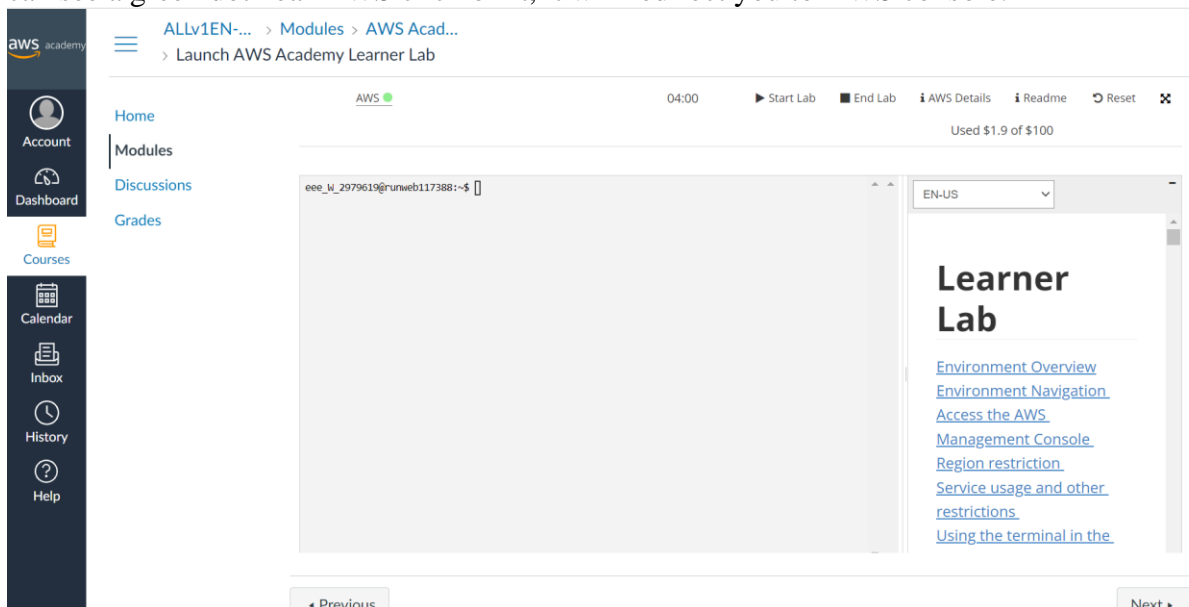 aws academy
ALLv1EN-... > Modules > AWS Acad...
> Launch AWS Academy Learner Lab
Account
Dashboard
Courses
Calendar
Inbox
History
Help
Home
Modules
Discussions
Grades
AWS
04:00
Start Lab
End Lab
i AWS Details
i Readme
Reset
Used $1.9 of $100
eee_W_2979619@runweb117388:~$ []
EN-US
Learner
Lab
Environment Overview
Environment Navigation
Access the AWS
Management Console
Region restriction
Service usage and other
restrictions
Using the terminal in the
Previous
Next